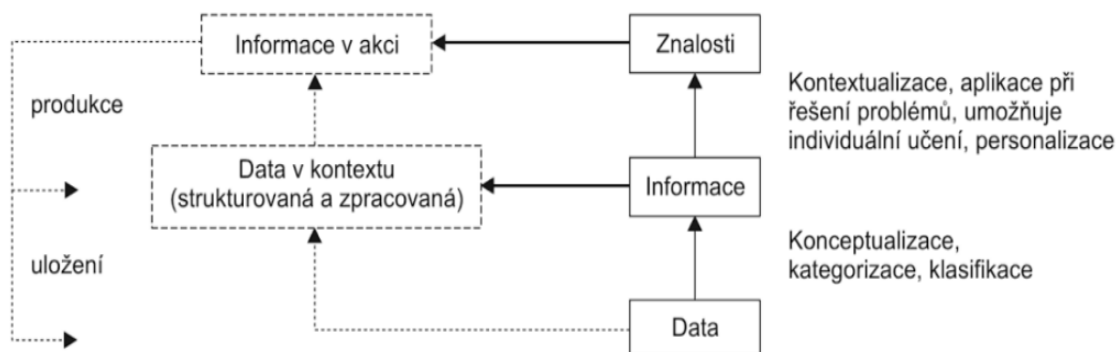 Informace v akci
Znalosti
produkce
Kontextualizace, aplikace při
řešení problémů, umožňuje
individuální učení, personalizace
Data v kontextu
(strukturovaná a zpracovaná)
Informace
uložení
Konceptualizace,
kategorizace, klasifikace
Data